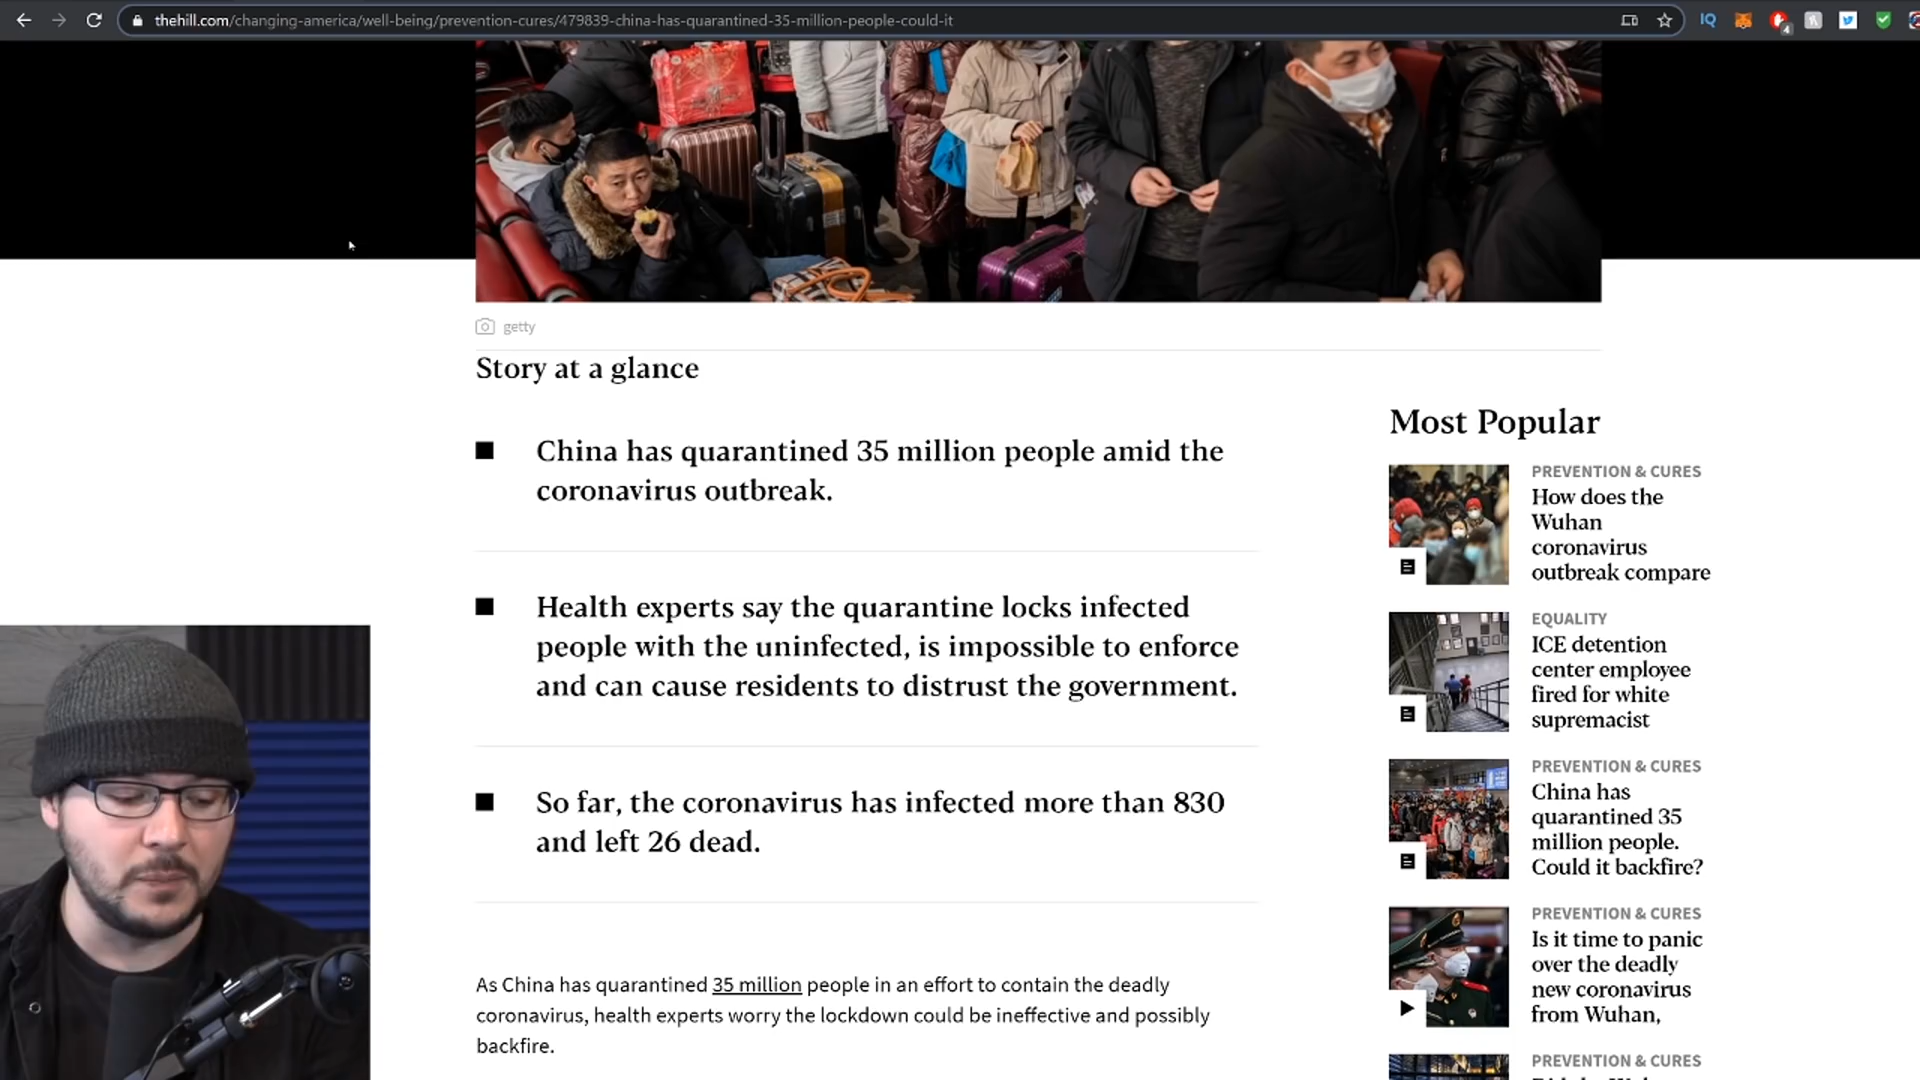 thehill.com/changing-america/well-being/prevention-cures/479839-china-has-quarantined-35-million-people-could-it
IQ
4
getty
Story at a glance
China has quarantined 35 million people amid the
coronavirus outbreak.
Health experts say the quarantine locks infected
people with the uninfected, is impossible to enforce
and can cause residents to distrust the government.
So far, the coronavirus has infected more than 830
and left 26 dead.
As China has quarantined 35 million people in an effort to contain the deadly
coronavirus, health experts worry the lockdown could be ineffective and possibly
backfire.
Most Popular
PREVENTION & CURES
How does the
Wuhan
coronavirus
outbreak compare
EQUALITY
ICE detention
center employee
fired for white
supremacist
PREVENTION & CURES
China has
quarantined 35
million people.
Could it backfire?
PREVENTION & CURES
Is it time to panic
over the deadly
new coronavirus
from Wuhan,
PREVENTION & CURES